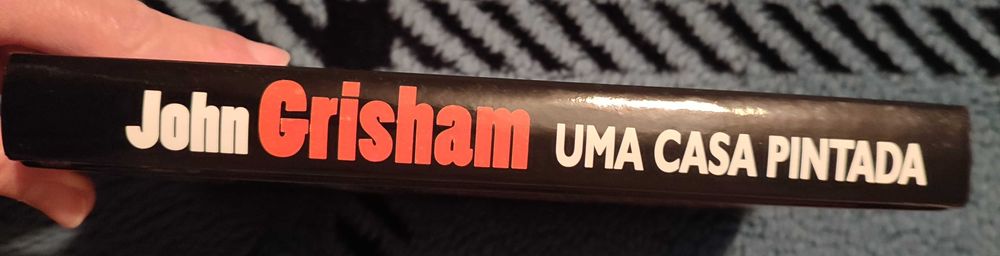 John Grisham UMA CASA PINTADA